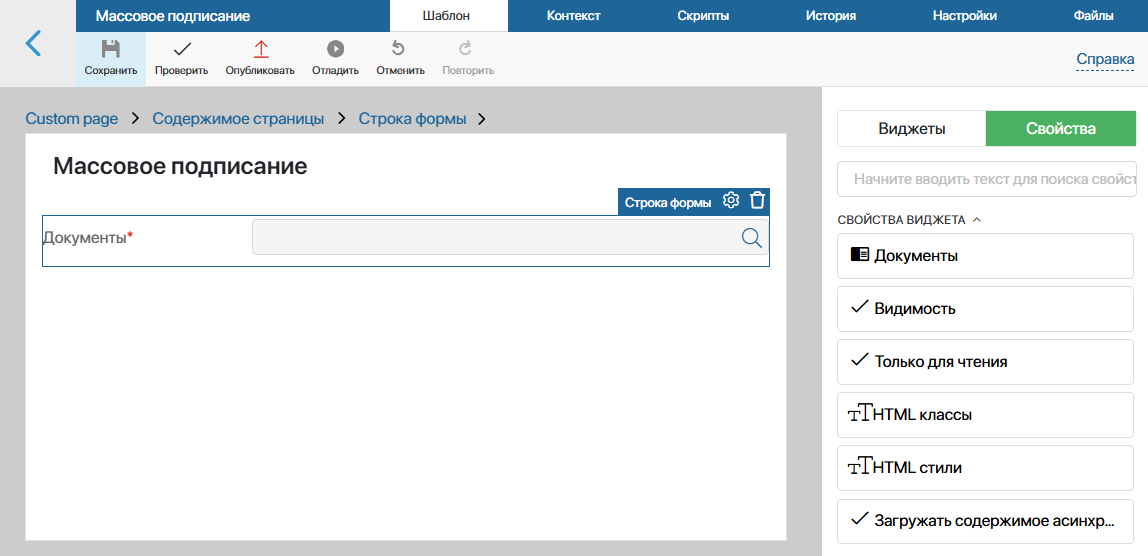 Массовое подписание
Шаблон
Контекст
Скрипты
История
Настройки
Файлы
Сохранить
Проверить
Опубликовать
Отладить
Отменить
Повторить
Справка
Custom page
Содержимое страницы
Строка формы
Массовое подписание
Строка формы
Документы*
Виджеты
Свойства
Начните вводить текст для поиска свойст
СВОЙСТВА ВИДЖЕТА
Документы
Видимость
Только для чтения
HTML классы
HTML стили
Загружать содержимое асинхр...